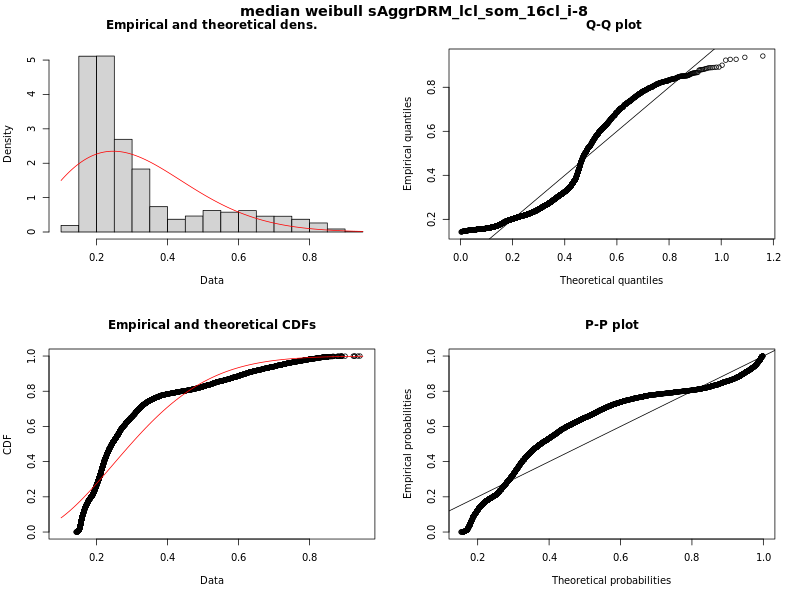 median weibull sAggrDRM_lcl_som_16cl_i-8
Empirical and theoretical dens.
Density
0 1 2 3 4 5
0.2 0.4 0.6 0.8
Data
Q-Q plot
Empirical quantiles
0.2 0.4 0.6 0.8
0.0 0.2 0.4 0.6 0.8 1.0 1.2
Theoretical quantiles
Empirical and theoretical CDFs
CDF
0.0 0.2 0.4 0.6 0.8 1.0
0.2 0.4 0.6 0.8
Data
P-P plot
Empirical probabilities
0.0 0.2 0.4 0.6 0.8 1.0
0.2 0.4 0.6 0.8 1.0
Theoretical probabilities